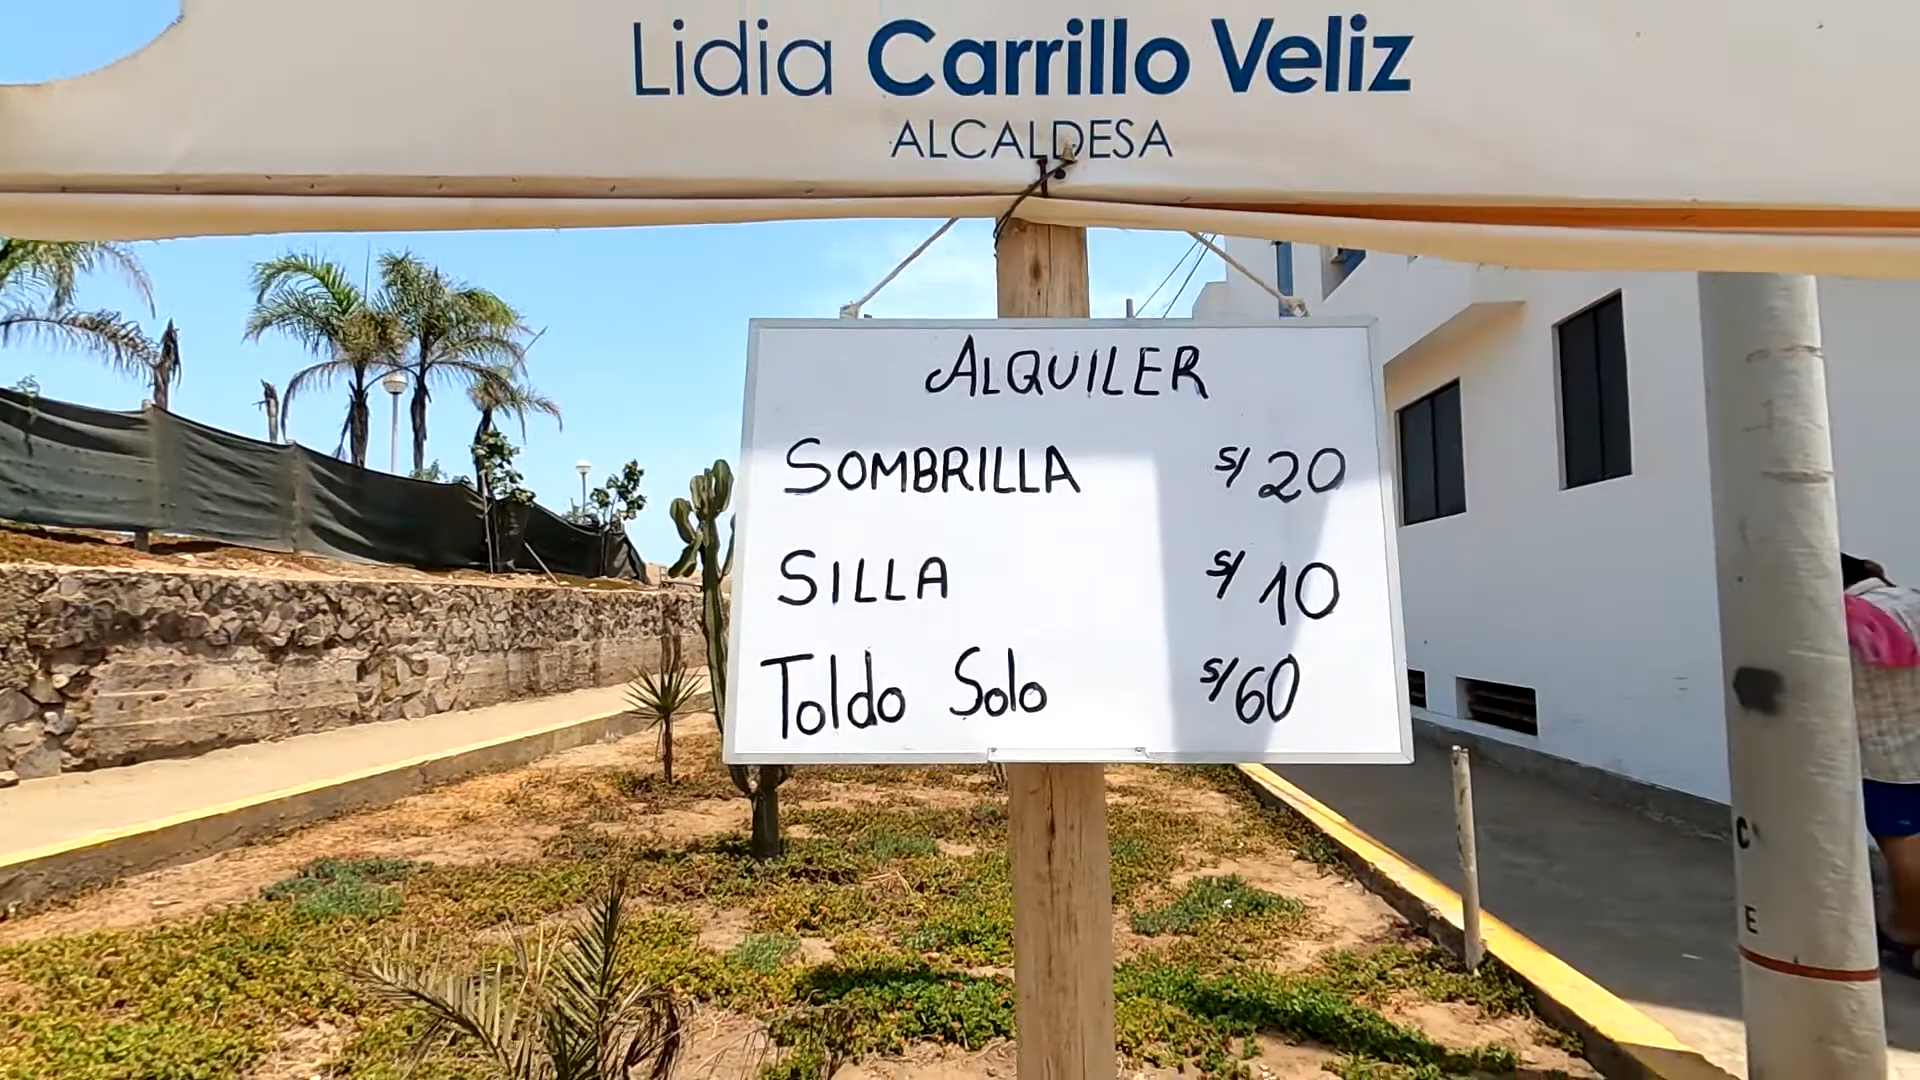 Lidia Carrillo Veliz
ALCALDESA
ALQUILER
SOMBRILLA S/ 20
SILLA S/ 10
Toldo Solo S/ 60
C
E